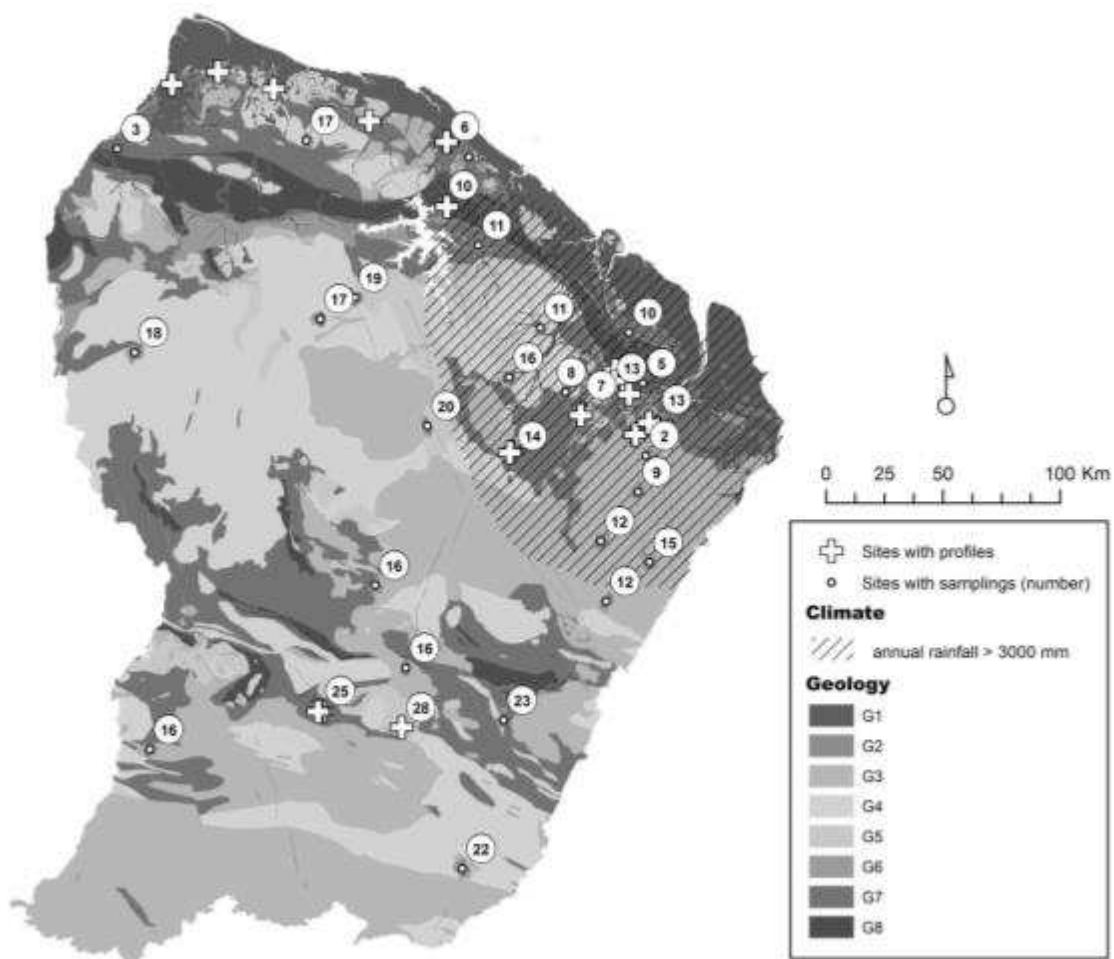 3
17
6
10
11
19
17
11
10
18
16
8
13
5
7
13
20
14
2
9
12
15
16
12
16
25
28
23
16
22
0 25 50 100 Km
Sites with profiles
Sites with samplings (number)
Climate
annual rainfall > 3000 mm
Geology
G1
G2
G3
G4
G5
G6
G7
G8